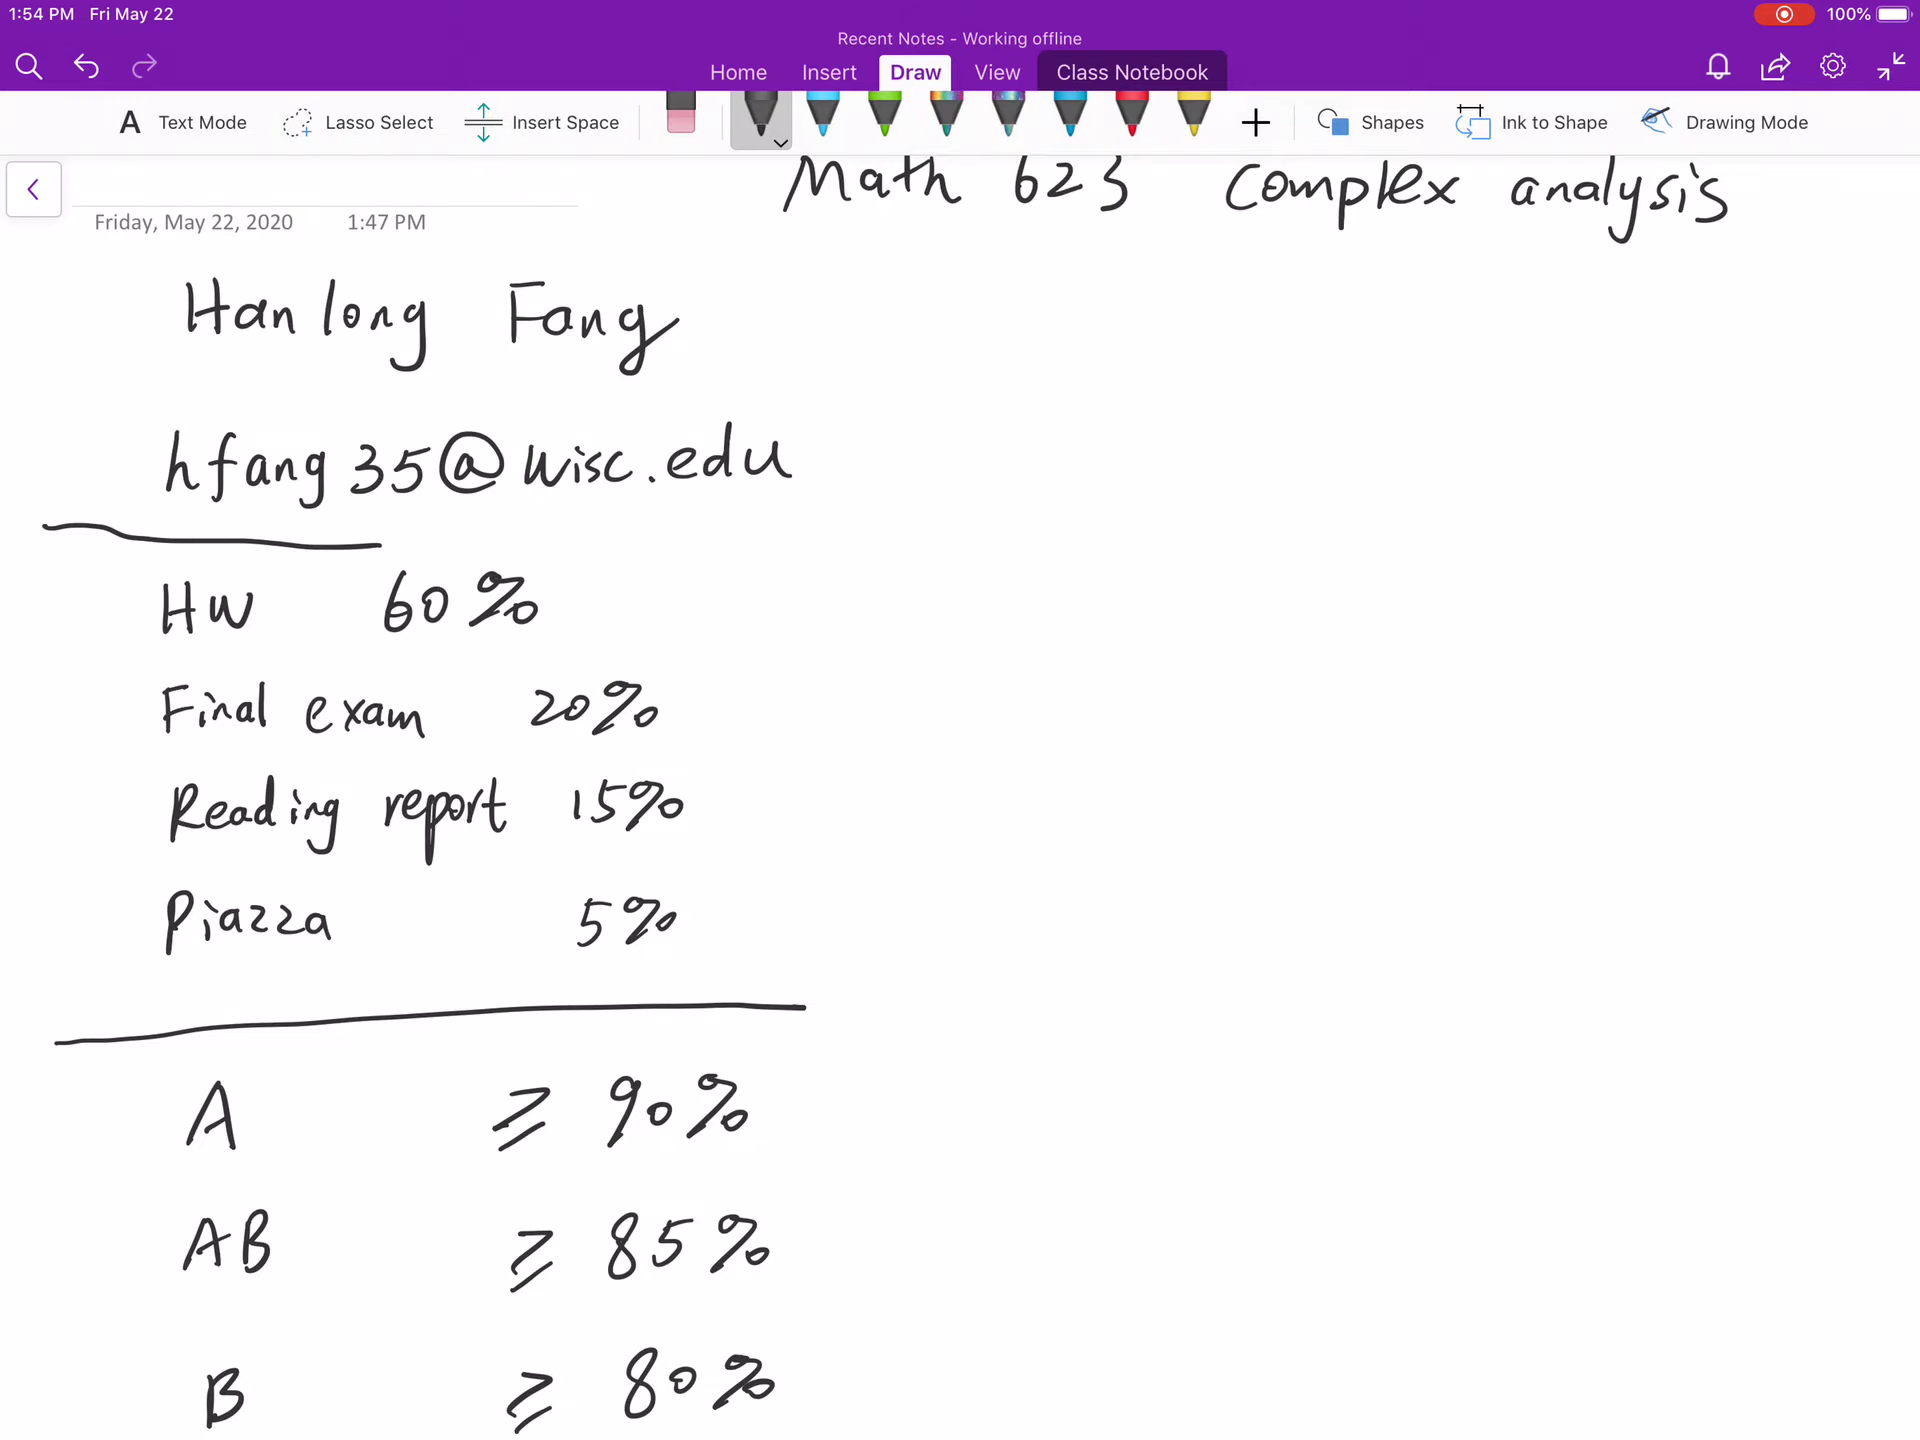 1:54 PM Fri May 22 100%
Recent Notes - Working offline
Home Insert Draw View Class Notebook
A Text Mode Lasso Select Insert Space Shapes Ink to Shape Drawing Mode
Math 623 Complex analysis
Friday, May 22, 2020 1:47 PM
Hanlong Fang
hfang35@wisc.edu
HW 60%
Final exam 20%
Reading report 15%
Piazza 5%
A ≥ 90%
AB ≥ 85%
B ≥ 80%